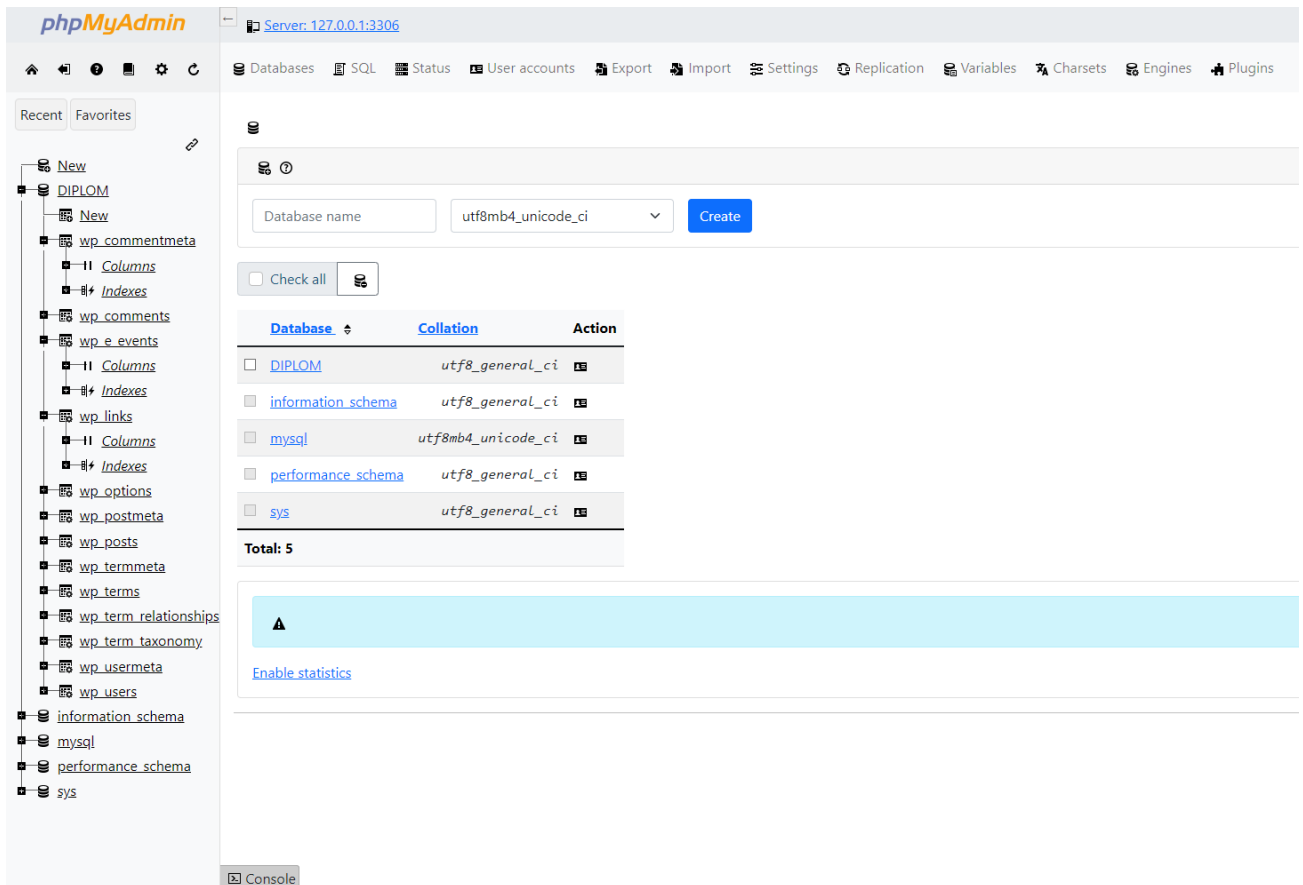 phpMyAdmin
Server: 127.0.0.1:3306
Databases SQL Status User accounts Export Import Settings Replication Variables Charsets Engines Plugins
Recent Favorites
New
DIPLOM
New
wp_commentmeta
Columns
Indexes
wp_comments
wp_e_events
Columns
Indexes
wp_links
Columns
Indexes
wp_options
wp_postmeta
wp_posts
wp_termmeta
wp_terms
wp_term_relationships
wp_term_taxonomy
wp_usermeta
wp_users
information_schema
mysql
performance_schema
sys
Database name utf8mb4_unicode_ci Create
Check all
Database Collation Action
DIPLOM utf8_general_ci
information_schema utf8_general_ci
mysql utf8mb4_unicode_ci
performance_schema utf8_general_ci
sys utf8_general_ci
Total: 5
Enable statistics
Console